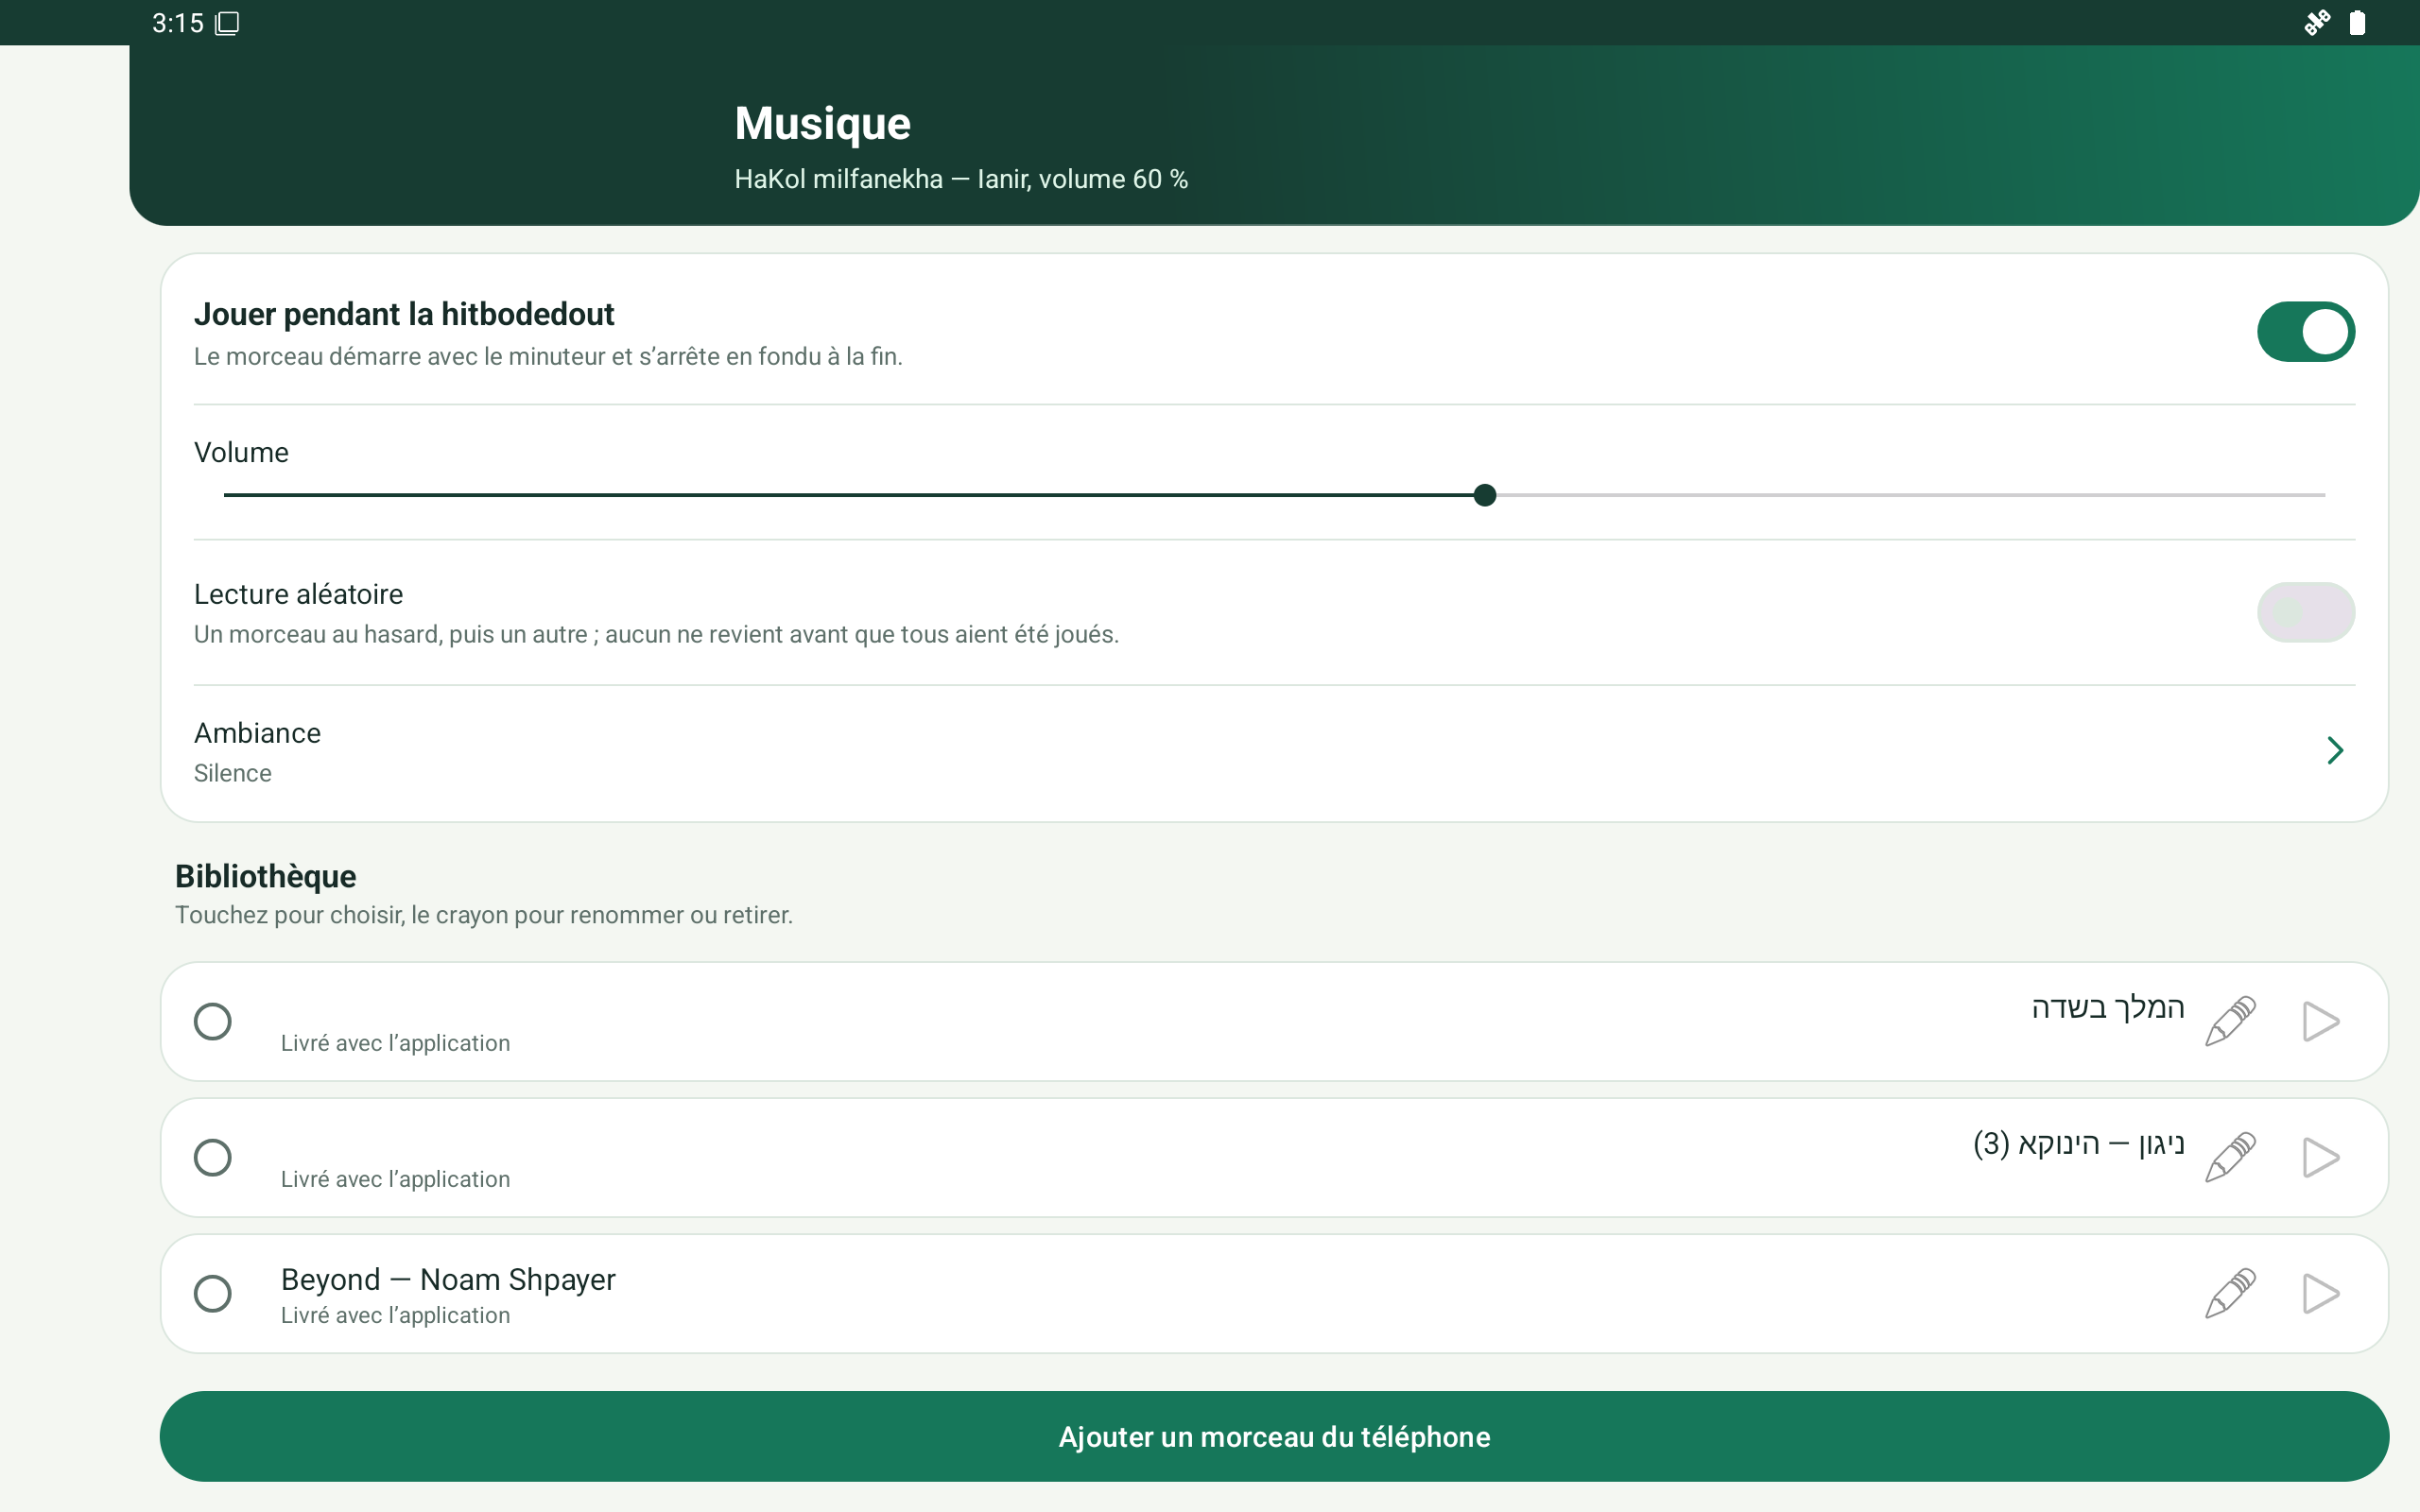 3:15
Musique
HaKol milfanekha — Ianir, volume 60 %
Jouer pendant la hitbodedout
Le morceau démarre avec le minuteur et s’arrête en fondu à la fin.
Volume
Lecture aléatoire
Un morceau au hasard, puis un autre ; aucun ne revient avant que tous aient été joués.
Ambiance
Silence
Bibliothèque
Touchez pour choisir, le crayon pour renommer ou retirer.
המלך בשדה
Livré avec l’application
ניגון — הינוקא (3)
Livré avec l’application
Beyond — Noam Shpayer
Livré avec l’application
Ajouter un morceau du téléphone